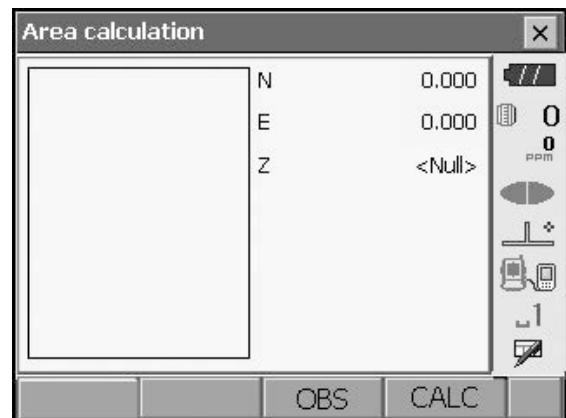 Area calculation
N 0.000
E 0.000
Z <Null>
0
0
PPM
1
OBS CALC